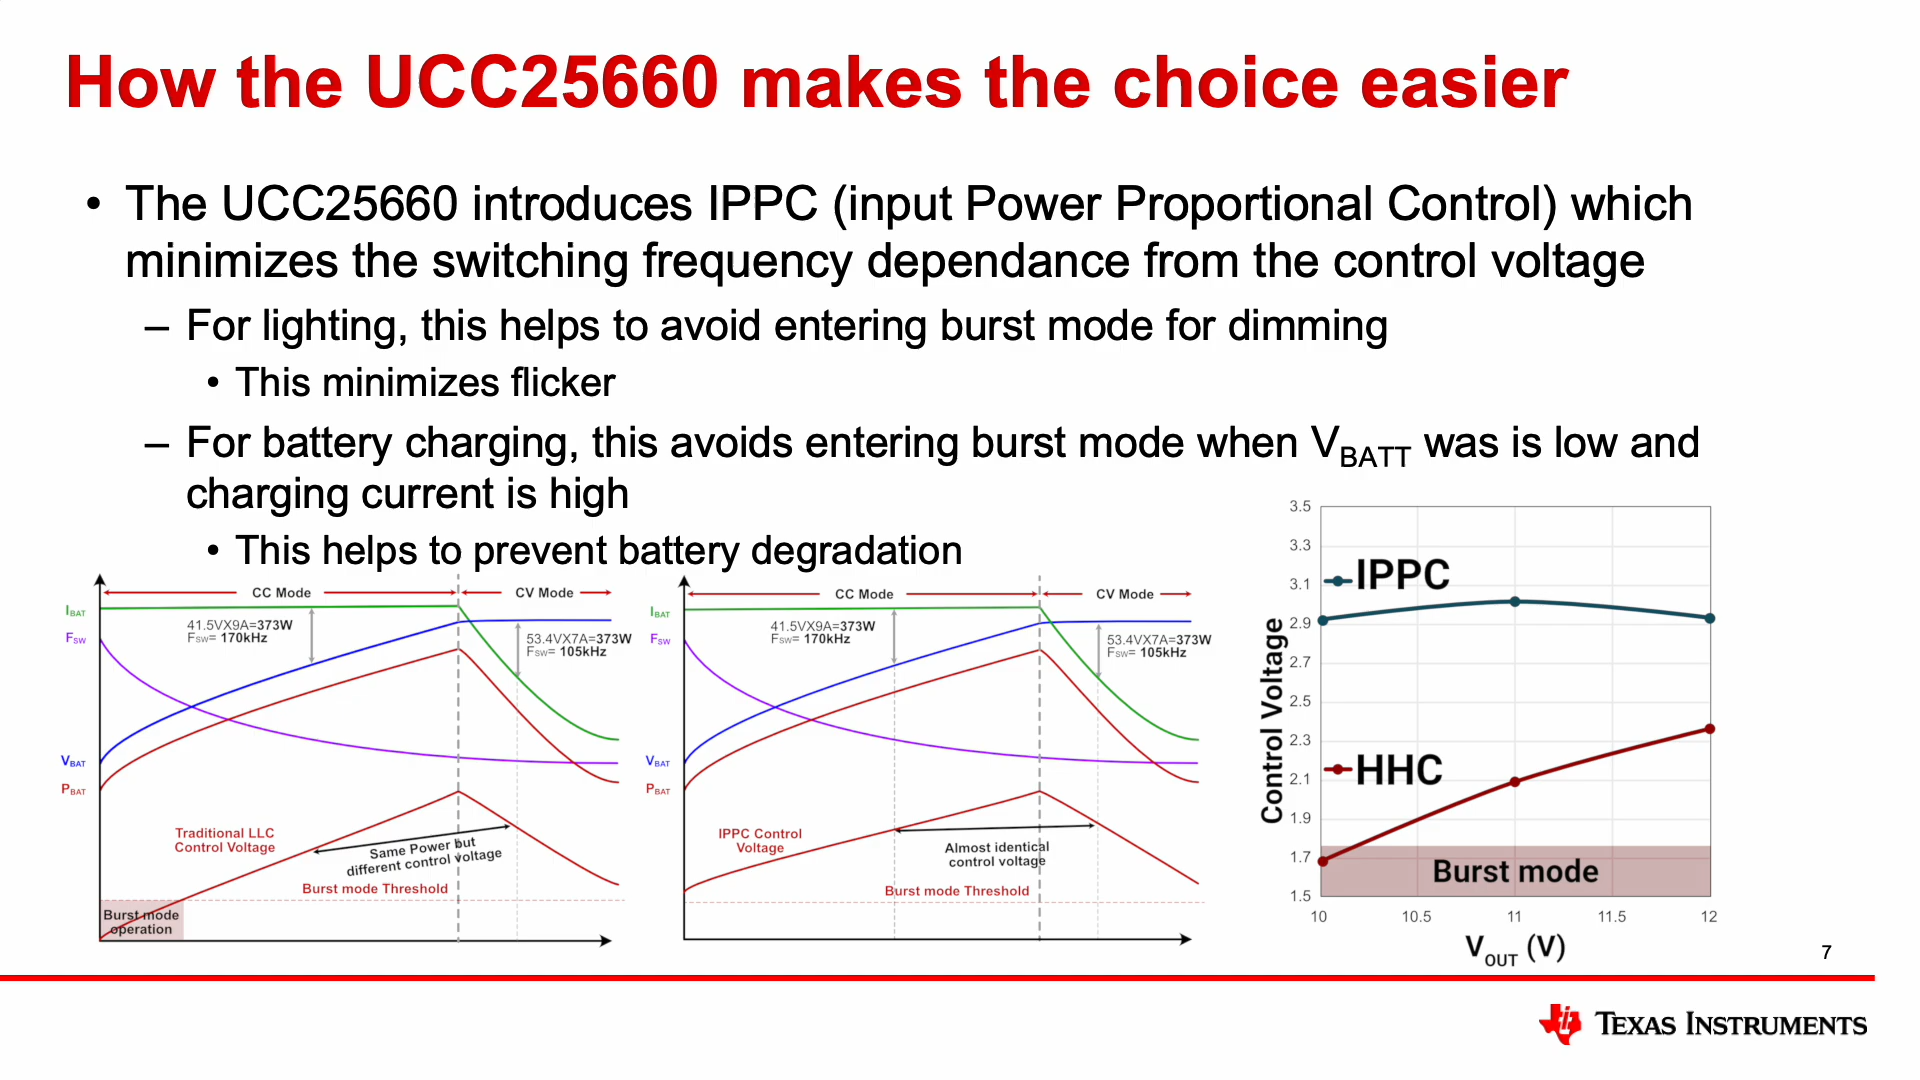 How the UCC25660 makes the choice easier
• The UCC25660 introduces IPPC (input Power Proportional Control) which
minimizes the switching frequency dependance from the control voltage
– For lighting, this helps to avoid entering burst mode for dimming
• This minimizes flicker
– For battery charging, this avoids entering burst mode when VBATT was is low and
charging current is high
• This helps to prevent battery degradation
CC Mode
CV Mode
IBAT
FSW
41.5VX9A=373W
FSW= 170kHz
53.4VX7A=373W
FSW= 105kHz
VBAT
PBAT
Traditional LLC
Control Voltage
Same Power but
different control voltage
Burst mode Threshold
Burst mode
operation
CC Mode
CV Mode
IBAT
FSW
41.5VX9A=373W
FSW= 170kHz
53.4VX7A=373W
FSW= 105kHz
VBAT
PBAT
IPPC Control
Voltage
Almost identical
control voltage
Burst mode Threshold
Control Voltage
3.5
3.3
3.1
2.9
2.7
2.5
2.3
2.1
1.9
1.7
1.5
IPPC
HHC
Burst mode
10
10.5
11
11.5
12
VOUT (V)
7
TEXAS INSTRUMENTS